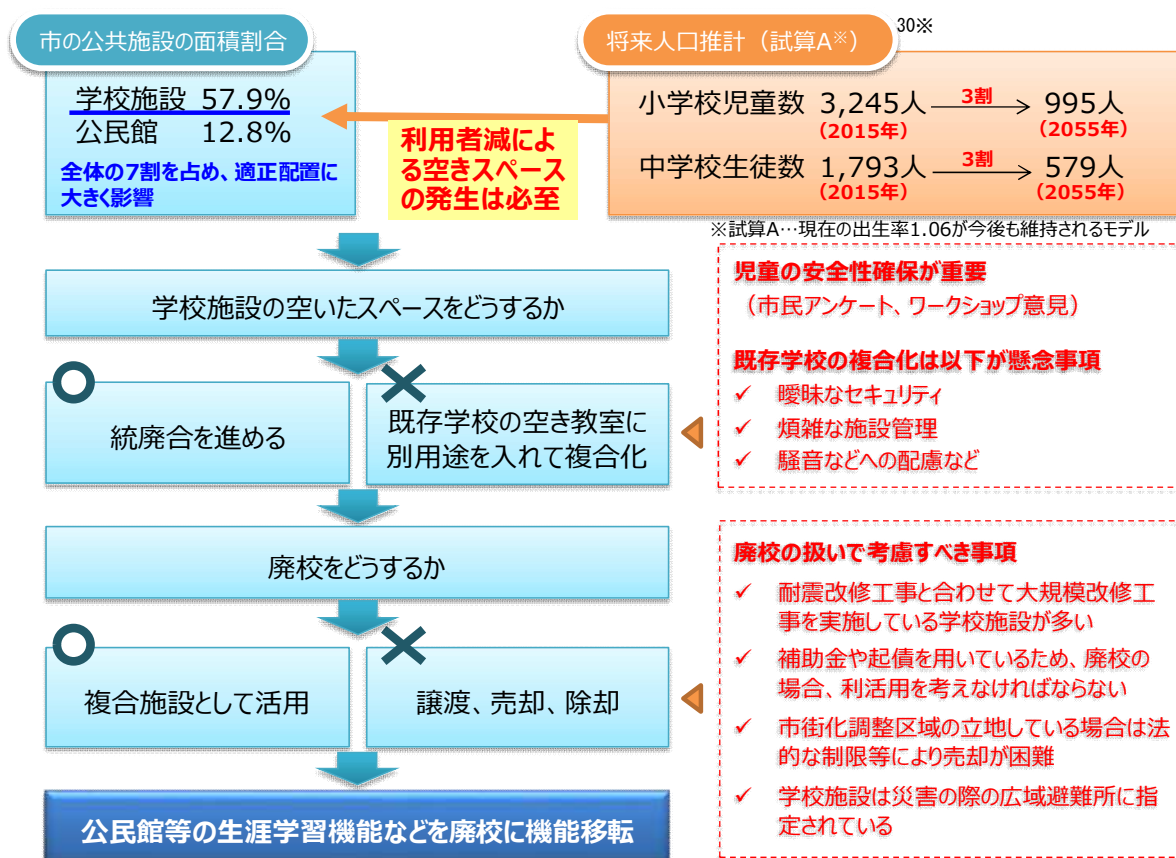 市の公共施設の面積割合
学校施設 57.9%
公民館 12.8%
全体の7割を占め、適正配置に
大きく影響
利用者減によ
る空きスペース
の発生は必至
30※
将来人口推計（試算A※）
小学校児童数 3,245人 3割 995人
（2015年） （2055年）
中学校生徒数 1,793人 3割 579人
（2015年） （2055年）
※試算A…現在の出生率1.06が今後も維持されるモデル
学校施設の空いたスペースをどうするか
統廃合を進める
既存学校の空き教室に
別用途を入れて複合化
児童の安全性確保が重要
（市民アンケート、ワークショップ意見）
既存学校の複合化は以下が懸念事項
✓ 曖昧なセキュリティ
✓ 煩雑な施設管理
✓ 騒音などへの配慮など
廃校をどうするか
複合施設として活用
譲渡、売却、除却
廃校の扱いで考慮すべき事項
✓ 耐震改修工事と合わせて大規模改修工
事を実施している学校施設が多い
✓ 補助金や起債を用いているため、廃校の
場合、利活用を考えなければならない
✓ 市街化調整区域の立地している場合は法
的な制限等により売却が困難
✓ 学校施設は災害の際の広域避難所に指
定されている
公民館等の生涯学習機能などを廃校に機能移転